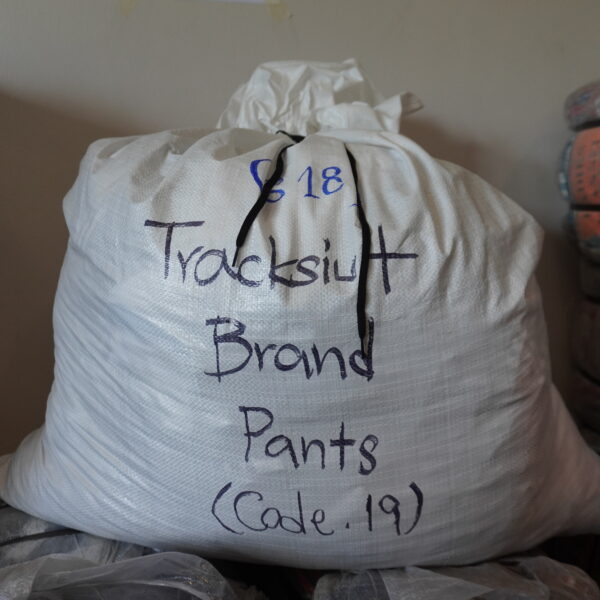 18
Tracksiut
Brand
Pants
(Code.19)